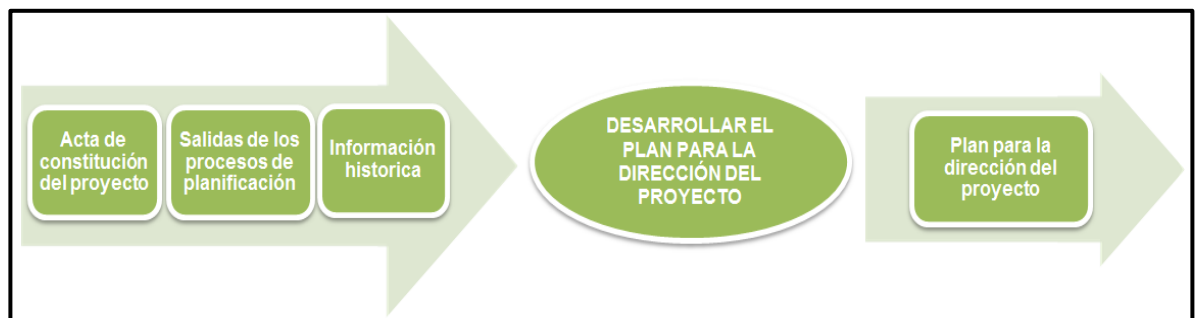 Acta de
constitución
del proyecto
Salidas de los
procesos de
planificación
Información
historica
DESARROLLAR EL
PLAN PARA LA
DIRECCIÓN DEL
PROYECTO
Plan para la
dirección del
proyecto